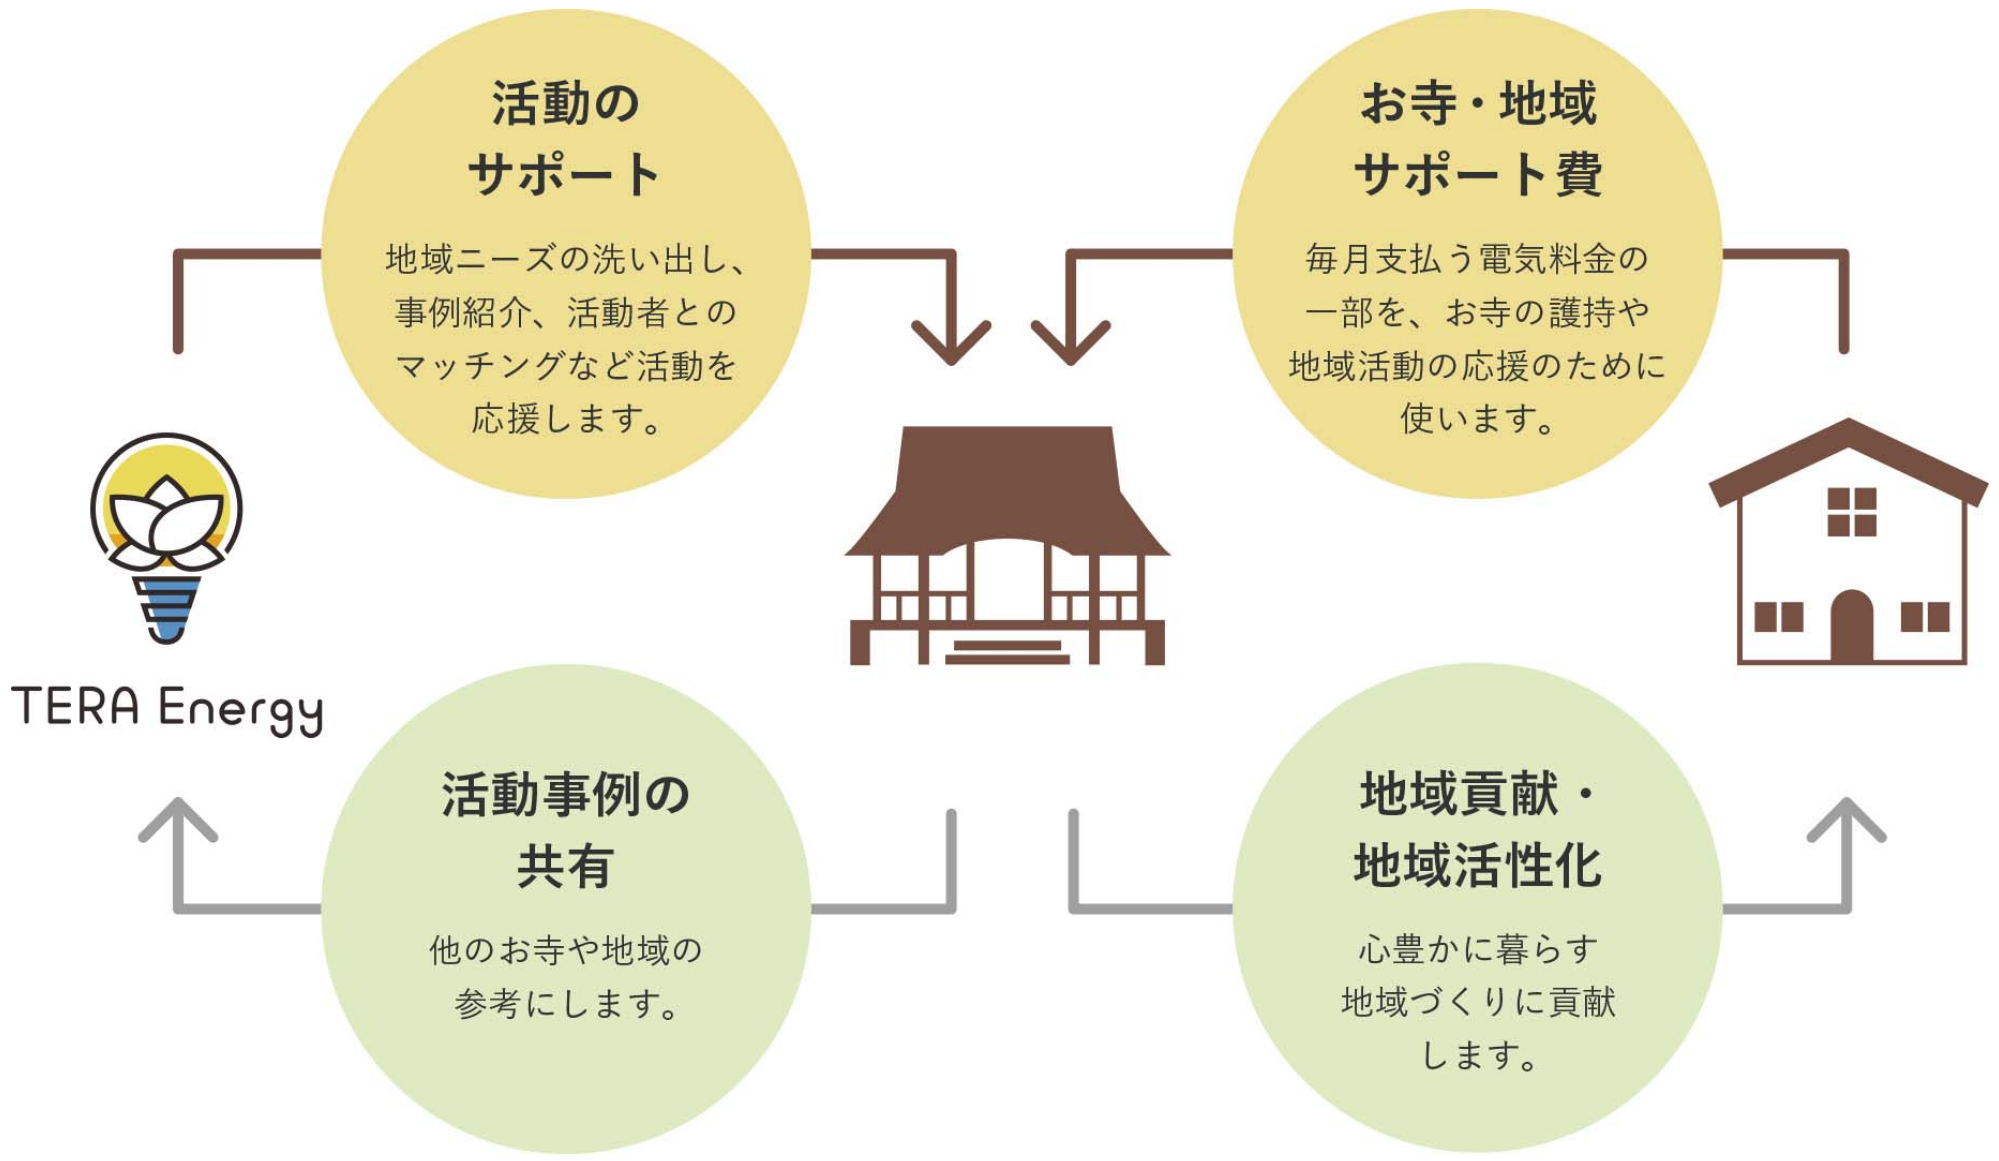 活動の
サポート
地域ニーズの洗い出し、
事例紹介、活動者との
マッチングなど活動を
応援します。
お寺・地域
サポート費
毎月支払う電気料金の
一部を、お寺の護持や
地域活動の応援のために
使います。
TERA Energy
活動事例の
共有
他のお寺や地域の
参考にします。
地域貢献・
地域活性化
心豊かに暮らす
地域づくりに貢献
します。